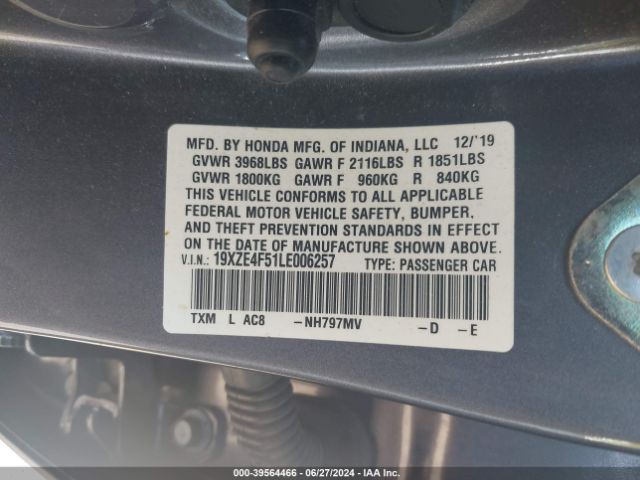 MFD. BY HONDA MFG. OF INDIANA, LLC 12/'19
GVWR 3968LBS GAWR F 2116LBS R 1851LBS
GVWR 1800KG GAWR F 960KG R 840KG
THIS VEHICLE CONFORMS TO ALL APPLICABLE
FEDERAL MOTOR VEHICLE SAFETY, BUMPER,
AND THEFT PREVENTION STANDARDS IN EFFECT
ON THE DATE OF MANUFACTURE SHOWN ABOVE.
V.I.N.: 19XZE4F51LE006257 TYPE: PASSENGER CAR
TXM L AC8 -NH797MV -D -E
000-39564466 - 06/27/2024 - IAA Inc.